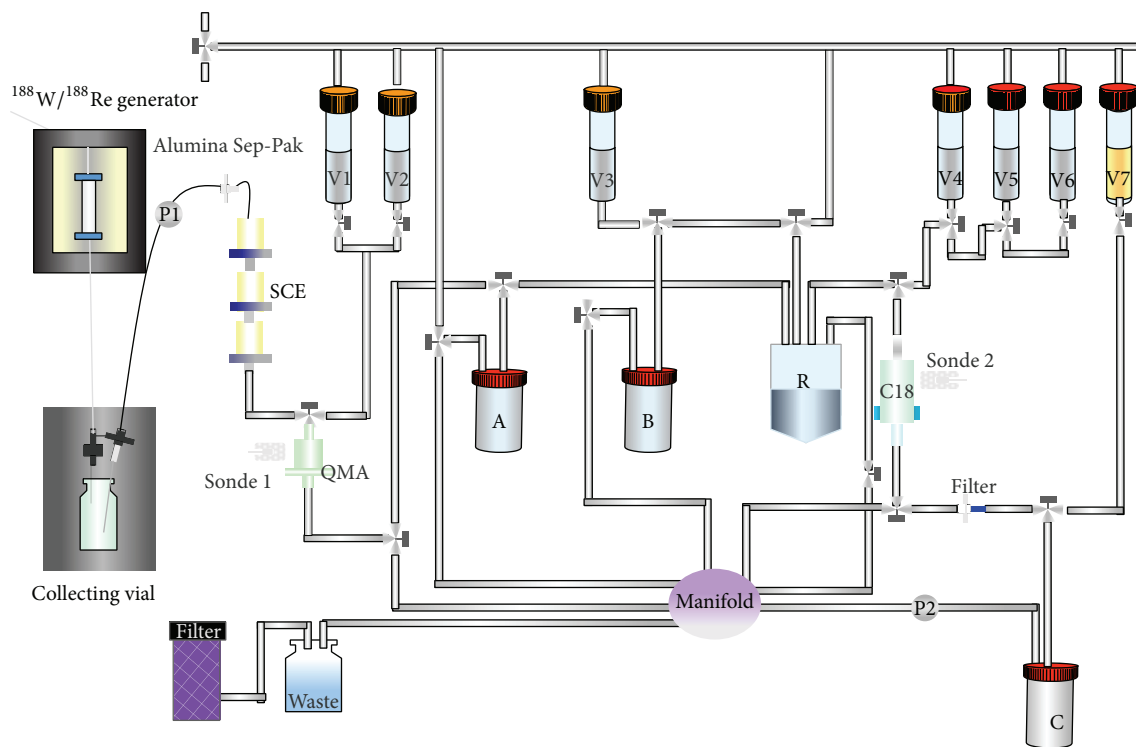 ¹⁸⁸W/¹⁸⁸Re generator
Alumina Sep-Pak
P1
SCE
Sonde 1
QMA
Collecting vial
V1
V2
V3
V4
V5
V6
V7
A
B
R
C18
Sonde 2
Filter
Manifold
P2
Filter
Waste
C